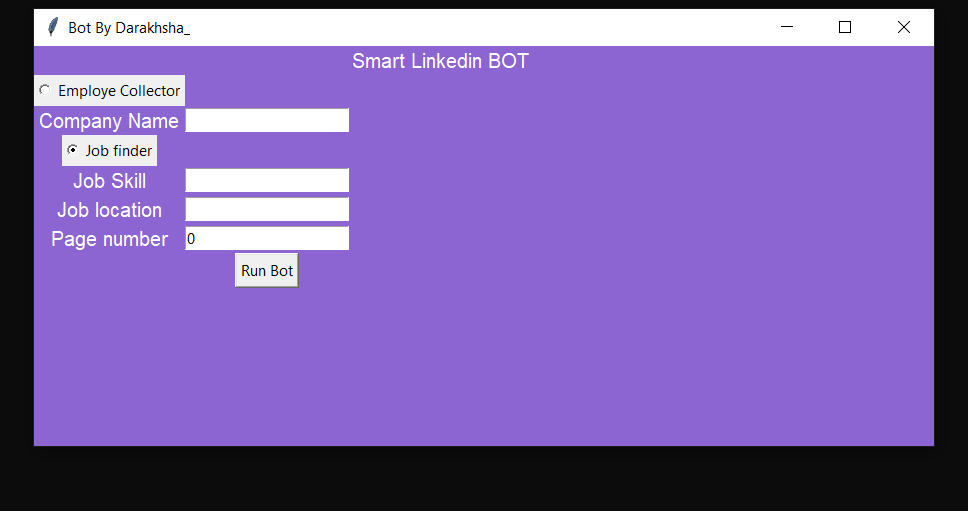 Bot By Darakhsha_
Smart Linkedin BOT
Employe Collector
Company Name
Job finder
Job Skill
Job location
Page number 0
Run Bot